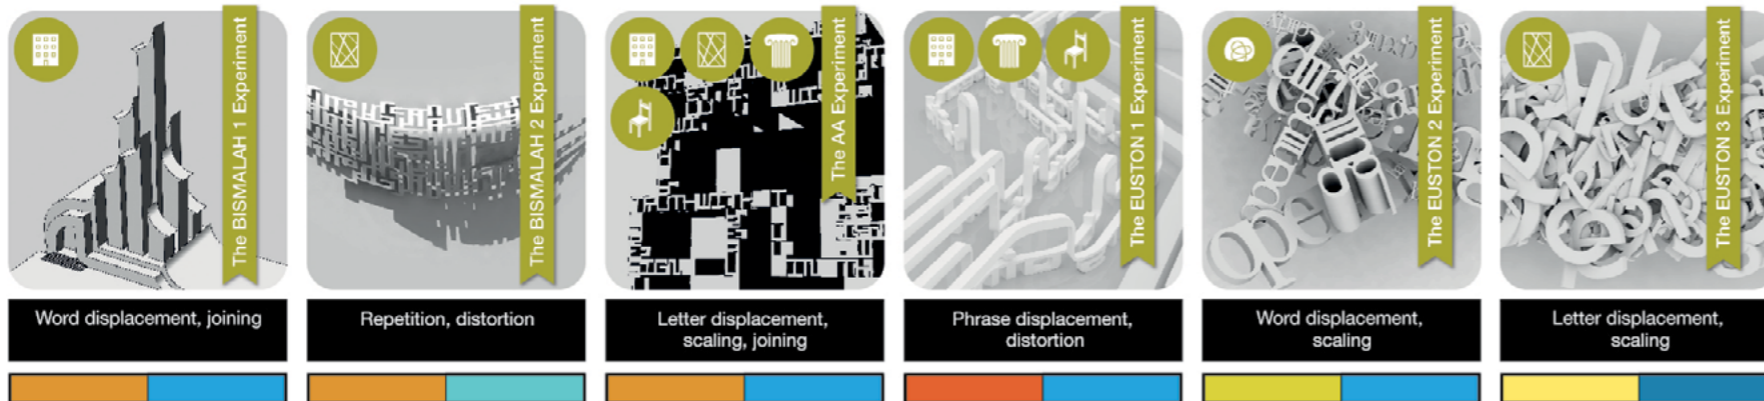 The BISMALAH 1 Experiment
The BISMALAH 2 Experiment
The AA Experiment
The EUSTON 1 Experiment
The EUSTON 2 Experiment
The EUSTON 3 Experiment
Word displacement, joining
Repetition, distortion
Letter displacement,
scaling, joining
Phrase displacement,
distortion
Word displacement,
scaling
Letter displacement,
scaling